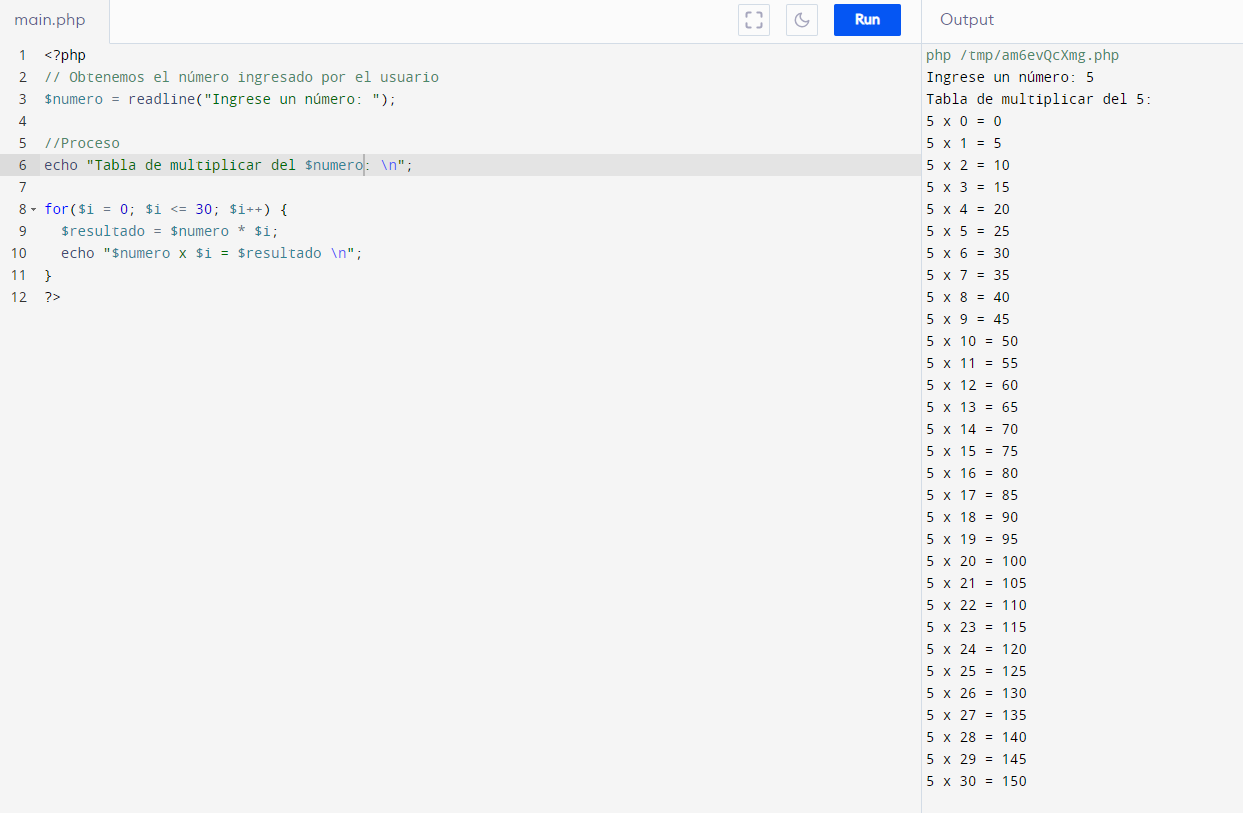 main.php
Run
Output
1 <?php
2 // Obtenemos el número ingresado por el usuario
3 $numero = readline("Ingrese un número: ");
4
5 //Proceso
6 echo "Tabla de multiplicar del $numero: \n";
7
8 for($i = 0; $i <= 30; $i++) {
9   $resultado = $numero * $i;
10   echo "$numero x $i = $resultado \n";
11 }
12 ?>
php /tmp/am6evQcXmg.php
Ingrese un número: 5
Tabla de multiplicar del 5:
5 x 0 = 0
5 x 1 = 5
5 x 2 = 10
5 x 3 = 15
5 x 4 = 20
5 x 5 = 25
5 x 6 = 30
5 x 7 = 35
5 x 8 = 40
5 x 9 = 45
5 x 10 = 50
5 x 11 = 55
5 x 12 = 60
5 x 13 = 65
5 x 14 = 70
5 x 15 = 75
5 x 16 = 80
5 x 17 = 85
5 x 18 = 90
5 x 19 = 95
5 x 20 = 100
5 x 21 = 105
5 x 22 = 110
5 x 23 = 115
5 x 24 = 120
5 x 25 = 125
5 x 26 = 130
5 x 27 = 135
5 x 28 = 140
5 x 29 = 145
5 x 30 = 150